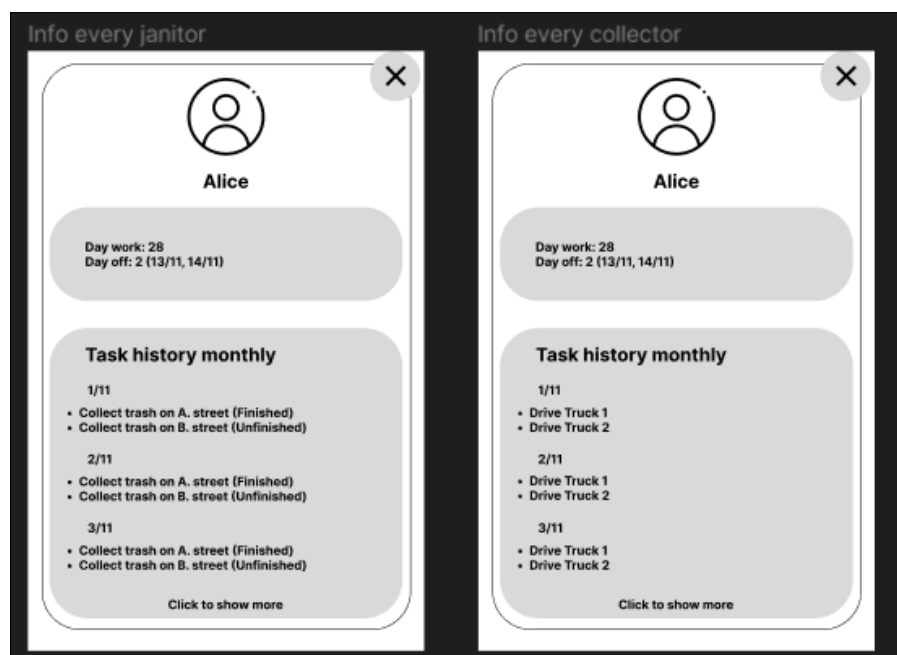 Info every janitor
Alice
Day work: 28
Day off: 2 (13/11, 14/11)
Task history monthly
1/11
• Collect trash on A. street (Finished)
• Collect trash on B. street (Unfinished)
2/11
• Collect trash on A. street (Finished)
• Collect trash on B. street (Unfinished)
3/11
• Collect trash on A. street (Finished)
• Collect trash on B. street (Unfinished)
Click to show more
Info every collector
Alice
Day work: 28
Day off: 2 (13/11, 14/11)
Task history monthly
1/11
• Drive Truck 1
• Drive Truck 2
2/11
• Drive Truck 1
• Drive Truck 2
3/11
• Drive Truck 1
• Drive Truck 2
Click to show more